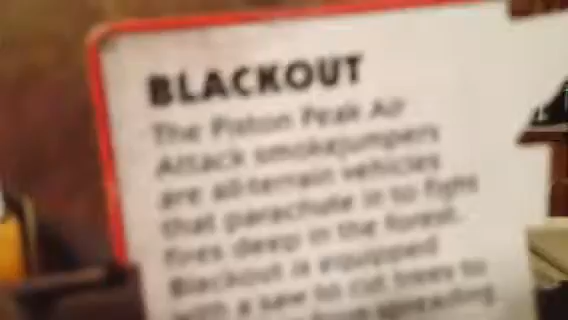 BLACKOUT
The Piston Peak Air
Attack smokejumpers
are all-terrain vehicles
that parachute in to fight
fires deep in the forest.
Blackout is equipped
with a saw to cut trees to
spreading